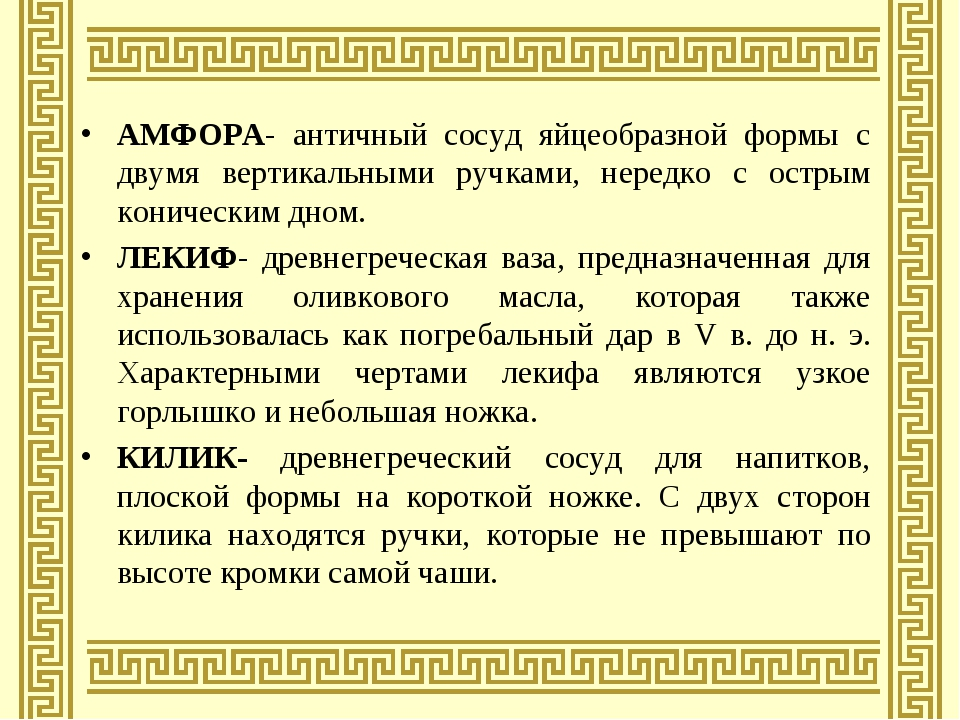 • АМФОРА- античный сосуд яйцеобразной формы с
двумя вертикальными ручками, нередко с острым
коническим дном.
• ЛЕКИФ- древнегреческая ваза, предназначенная для
хранения оливкового масла, которая также
использовалась как погребальный дар в V в. до н. э.
Характерными чертами лекифа являются узкое
горлышко и небольшая ножка.
• КИЛИК- древнегреческий сосуд для напитков,
плоской формы на короткой ножке. С двух сторон
килика находятся ручки, которые не превышают по
высоте кромки самой чаши.